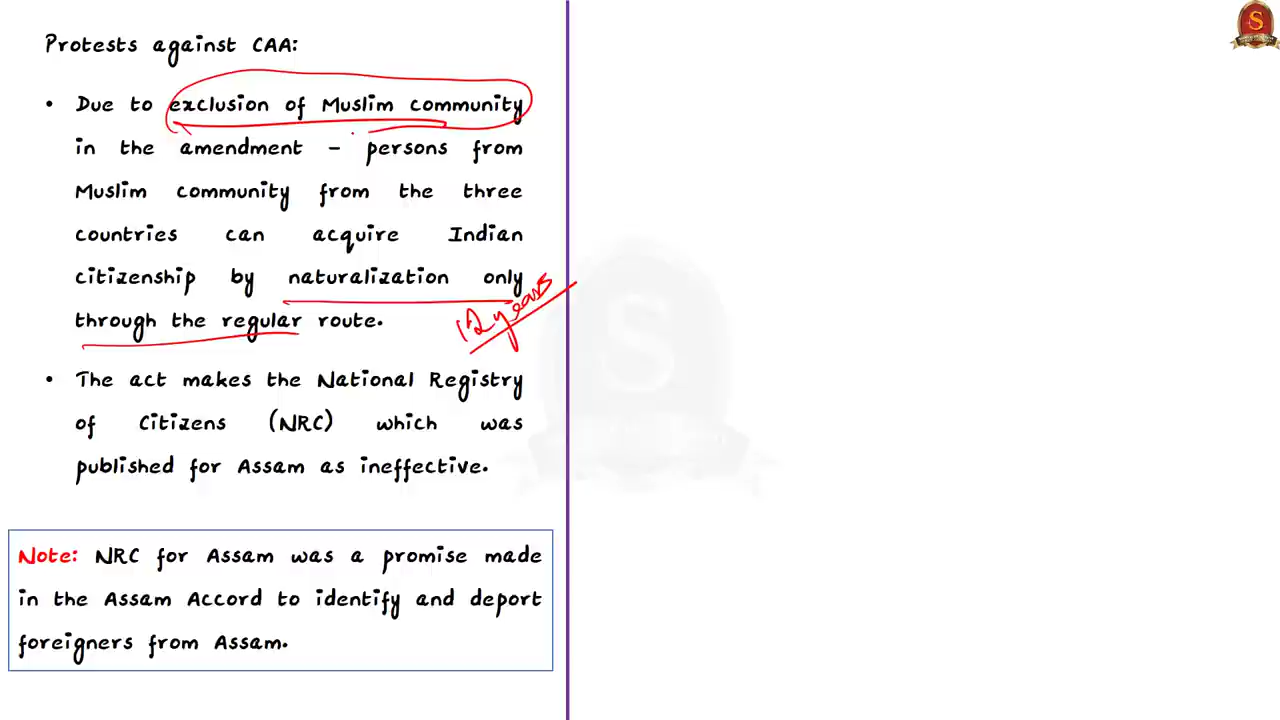 Protests against CAA:
• Due to exclusion of Muslim community
in the amendment – persons from
Muslim community from the three
countries can acquire Indian
citizenship by naturalization only
through the regular route.
12 years
• The act makes the National Registry
of Citizens (NRC) which was
published for Assam as ineffective.
Note: NRC for Assam was a promise made
in the Assam Accord to identify and deport
foreigners from Assam.
S
S